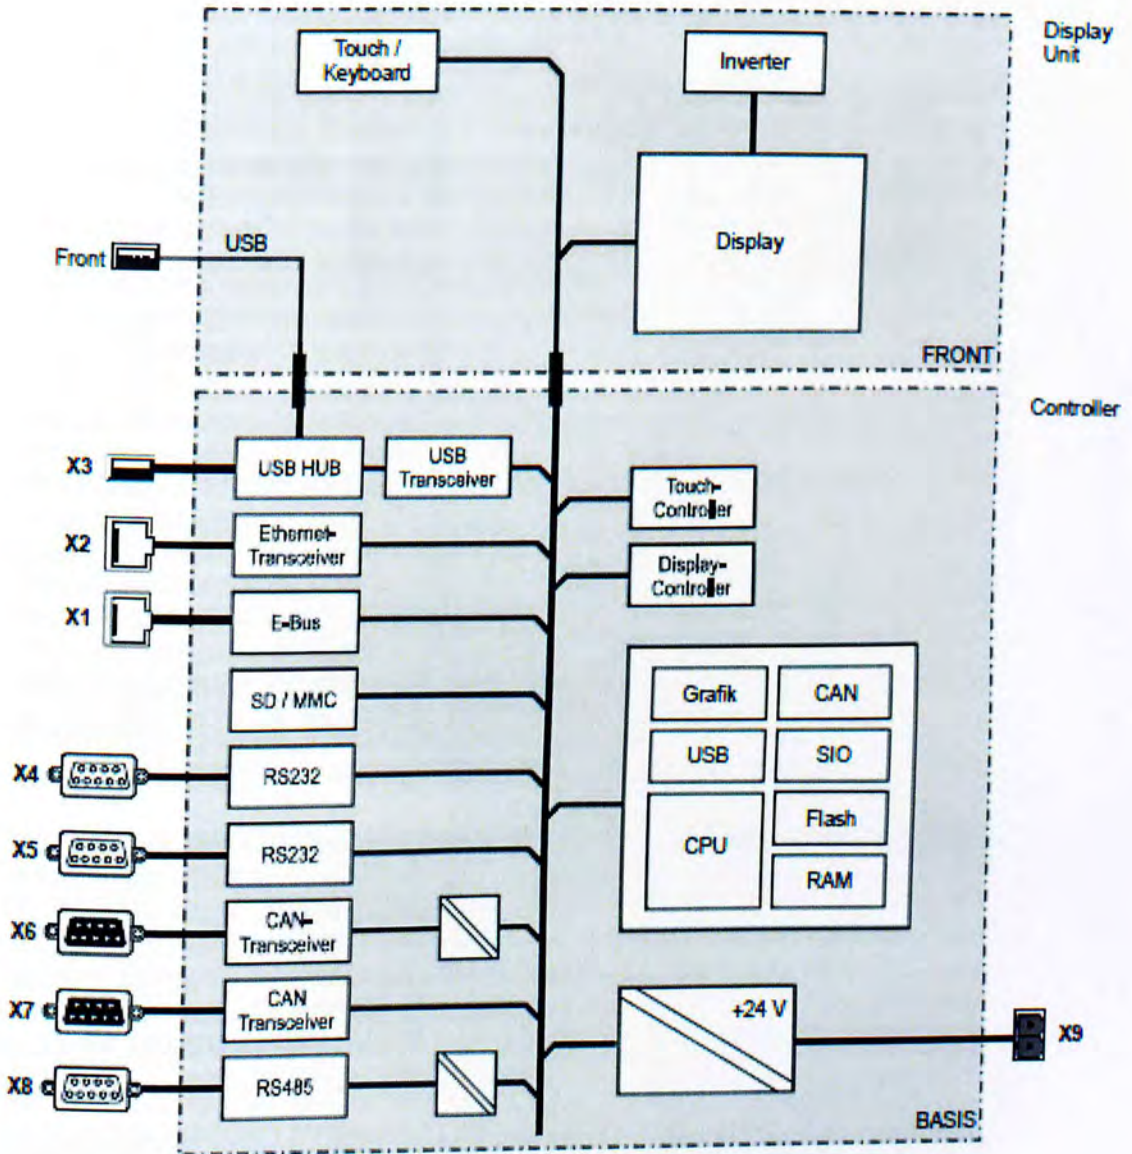 Display
Unit
Touch /
Keyboard
Inverter
Display
Front
USB
FRONT
Controller
X3
USB HUB
USB
Transceiver
Touch-
Controller
X2
Ethernet-
Transceiver
Display-
Controller
X1
E-Bus
SD / MMC
Grafik
CAN
USB
SIO
CPU
Flash
RAM
X4
RS232
X5
RS232
X6
CAN-
Transceiver
X7
CAN
Transceiver
+24 V
X9
X8
RS485
BASIS